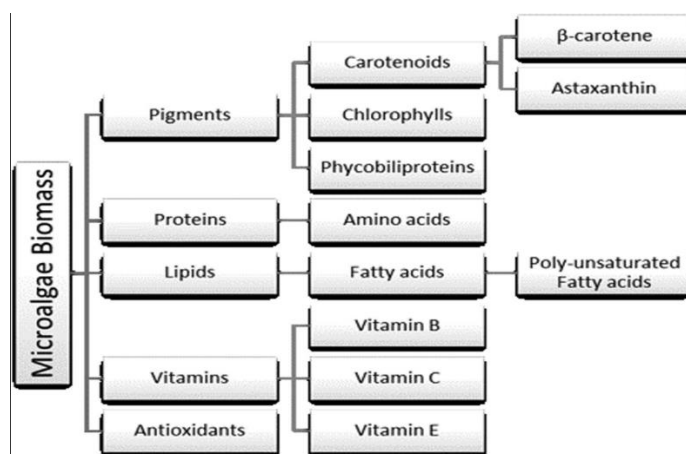 Microalgae Biomass
Pigments
Carotenoids
β-carotene
Astaxanthin
Chlorophylls
Phycobiliproteins
Proteins
Amino acids
Lipids
Fatty acids
Poly-unsaturated
Fatty acids
Vitamins
Vitamin B
Vitamin C
Vitamin E
Antioxidants